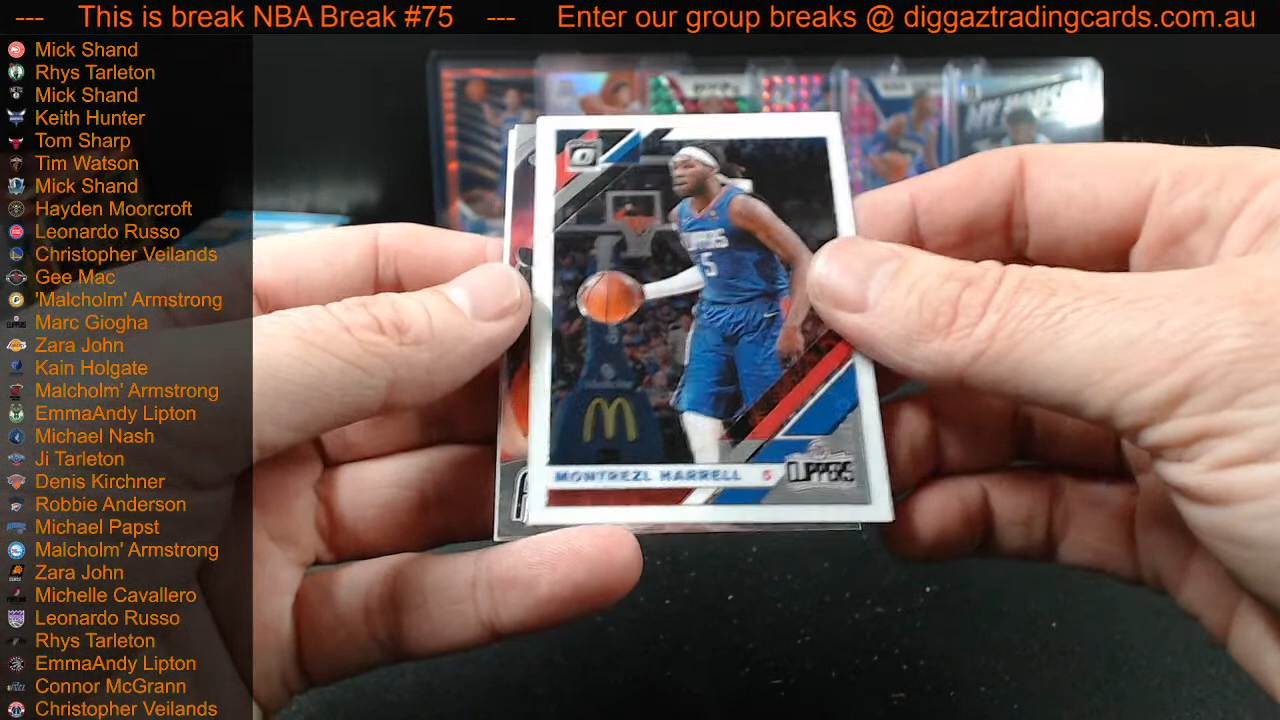 --- This is break NBA Break #75 --- Enter our group breaks @ diggaztradingcards.com.au
Mick Shand
Rhys Tarleton
Mick Shand
Keith Hunter
Tom Sharp
Tim Watson
Mick Shand
Hayden Moorcroft
Leonardo Russo
Christopher Veilands
Gee Mac
'Malcholm' Armstrong
Marc Giogha
Zara John
Kain Holgate
Malcholm' Armstrong
EmmaAndy Lipton
Michael Nash
Ji Tarleton
Denis Kirchner
Robbie Anderson
Michael Papst
Malcholm' Armstrong
Zara John
Michelle Cavallero
Leonardo Russo
Rhys Tarleton
EmmaAndy Lipton
Connor McGrann
Christopher Veilands
MY HOUSE
CLIPPERS
5
MONTREZL HARRELL
CLIPPERS